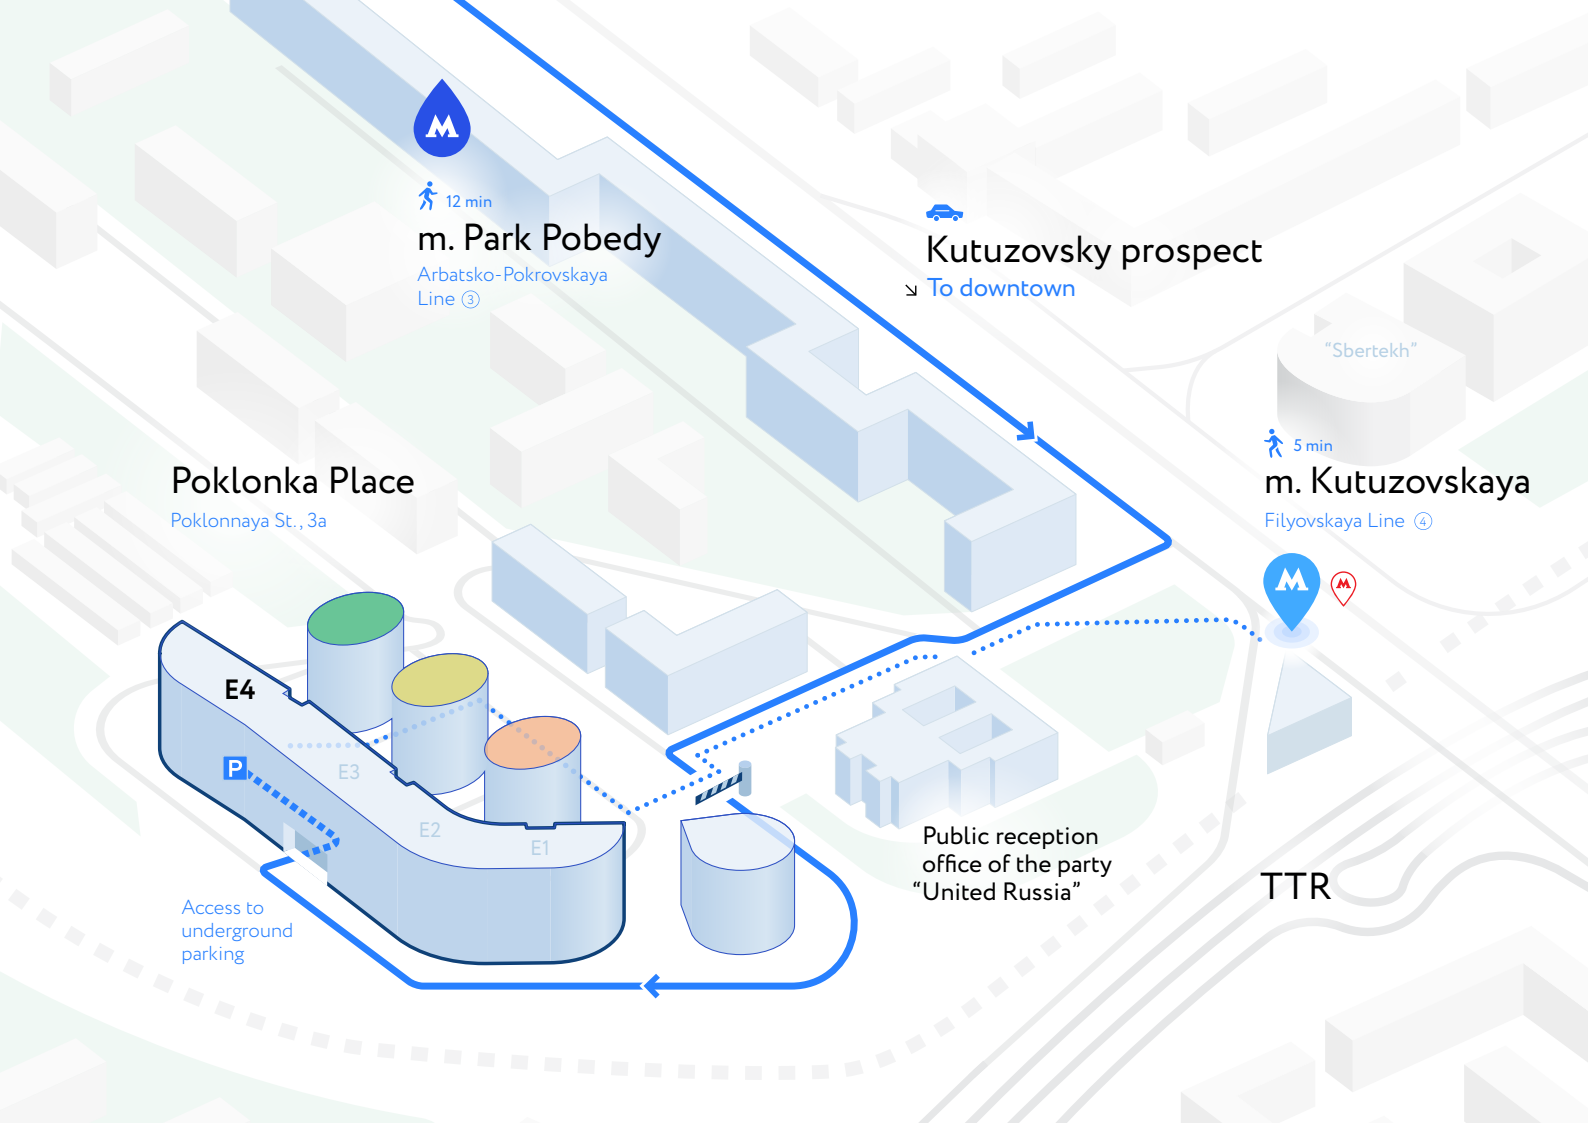 M
12 min
m. Park Pobedy
Arbatsko-Pokrovskaya
Line ③
Kutuzovsky prospect
↘ To downtown
“Sbertekh”
5 min
m. Kutuzovskaya
Filyovskaya Line ④
M
M
Poklonka Place
Poklonnaya St., 3a
E4
P
E3
E2
E1
Public reception
office of the party
“United Russia”
TTR
Access to
underground
parking